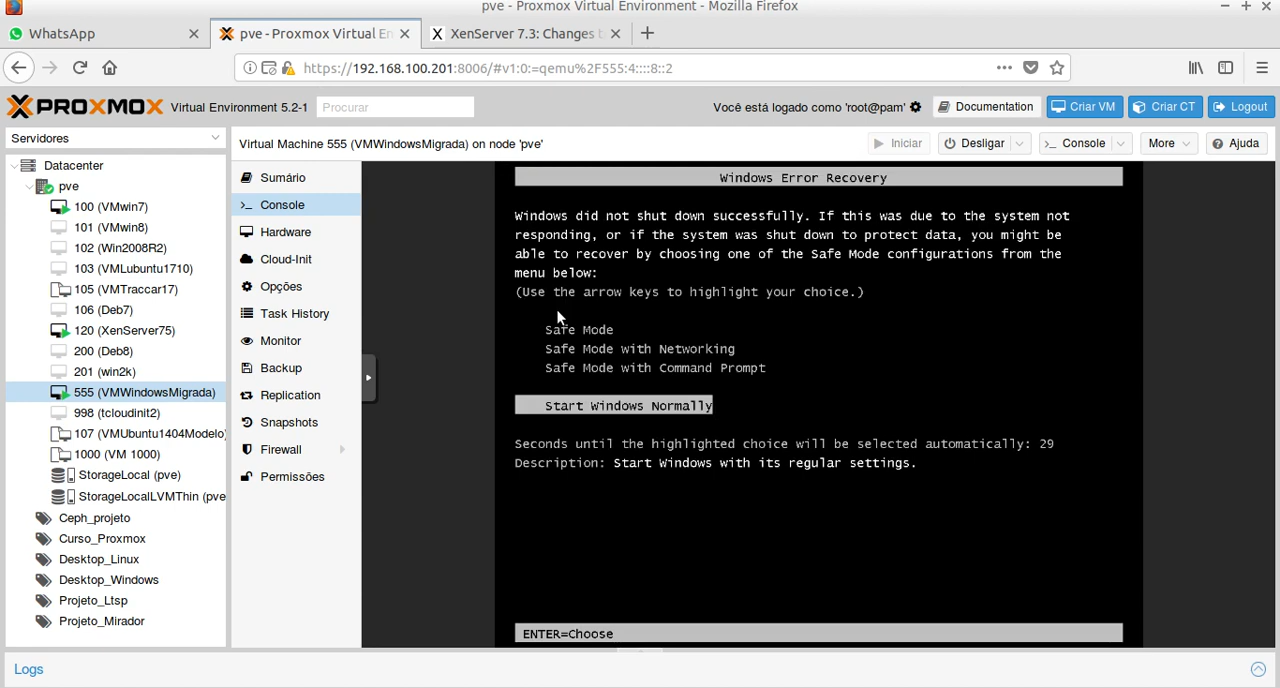 pve - Proxmox Virtual Environment - Mozilla Firefox
WhatsApp
pve - Proxmox Virtual En
XenServer 7.3: Changes t
https://192.168.100.201:8006/#v1:0:=qemu%2F555:4::::8::2
PROXMOX Virtual Environment 5.2-1
Procurar
Você está logado como 'root@pam'
Documentation
Criar VM
Criar CT
Logout
Servidores
Virtual Machine 555 (VMWindowsMigrada) on node 'pve'
Iniciar
Desligar
Console
More
Ajuda
Datacenter
pve
100 (VMwin7)
101 (VMwin8)
102 (Win2008R2)
103 (VMLubuntu1710)
105 (VMTraccar17)
106 (Deb7)
120 (XenServer75)
200 (Deb8)
201 (win2k)
555 (VMWindowsMigrada)
998 (tcloudinit2)
107 (VMUbuntu1404Modelo)
1000 (VM 1000)
StorageLocal (pve)
StorageLocalLVMThin (pve
Ceph_projeto
Curso_Proxmox
Desktop_Linux
Desktop_Windows
Projeto_Ltsp
Projeto_Mirador
Sumário
Console
Hardware
Cloud-Init
Opções
Task History
Monitor
Backup
Replication
Snapshots
Firewall
Permissões
Windows Error Recovery
Windows did not shut down successfully. If this was due to the system not
responding, or if the system was shut down to protect data, you might be
able to recover by choosing one of the Safe Mode configurations from the
menu below:
(Use the arrow keys to highlight your choice.)
Safe Mode
Safe Mode with Networking
Safe Mode with Command Prompt
Start Windows Normally
Seconds until the highlighted choice will be selected automatically: 29
Description: Start Windows with its regular settings.
ENTER=Choose
Logs